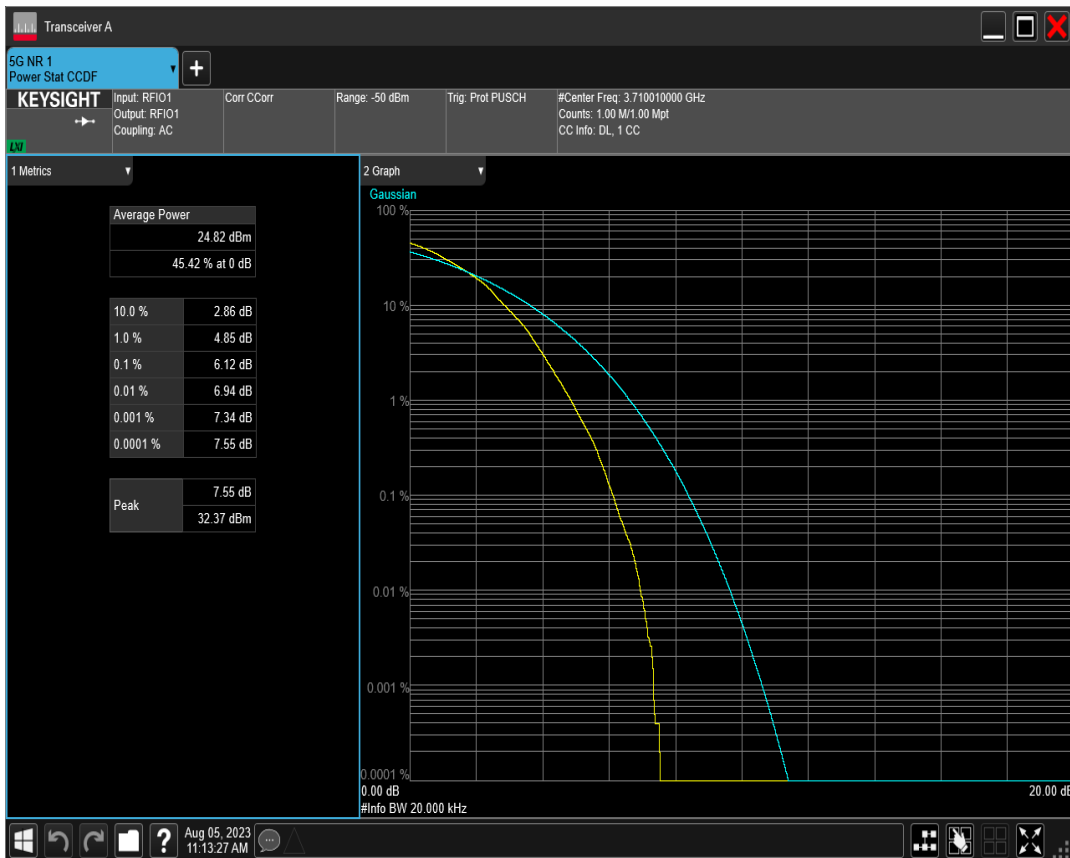 Transceiver A
5G NR 1
Power Stat CCDF
+
KEYSIGHT
LXI
Input: RFIO1
Output: RFIO1
Coupling: AC
Corr CCorr
Range: -50 dBm
Trig: Prot PUSCH
#Center Freq: 3.710010000 GHz
Counts: 1.00 M/1.00 Mpt
CC Info: DL, 1 CC
1 Metrics
Average Power
24.82 dBm
45.42 % at 0 dB
10.0 % 2.86 dB
1.0 % 4.85 dB
0.1 % 6.12 dB
0.01 % 6.94 dB
0.001 % 7.34 dB
0.0001 % 7.55 dB
Peak
7.55 dB
32.37 dBm
2 Graph
Gaussian
100 %
10 %
1 %
0.1 %
0.01 %
0.001 %
0.0001 %
0.00 dB 20.00 dB
#Info BW 20.000 kHz
?
Aug 05, 2023
11:13:27 AM